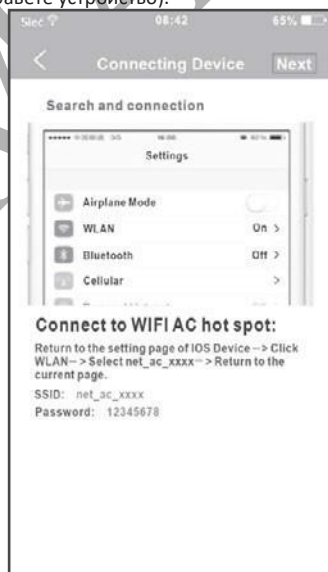 устройство).
Sieć 08:42 65%
< Connecting Device Next
Search and connection
Settings
Airplane Mode
WLAN On >
Bluetooth Off >
Cellular >
Connect to WIFI AC hot spot:
Return to the setting page of IOS Device —> Click
WLAN—> Select net_ac_xxxx—> Return to the
current page.
SSID: net_ac_xxxx
Password: 12345678